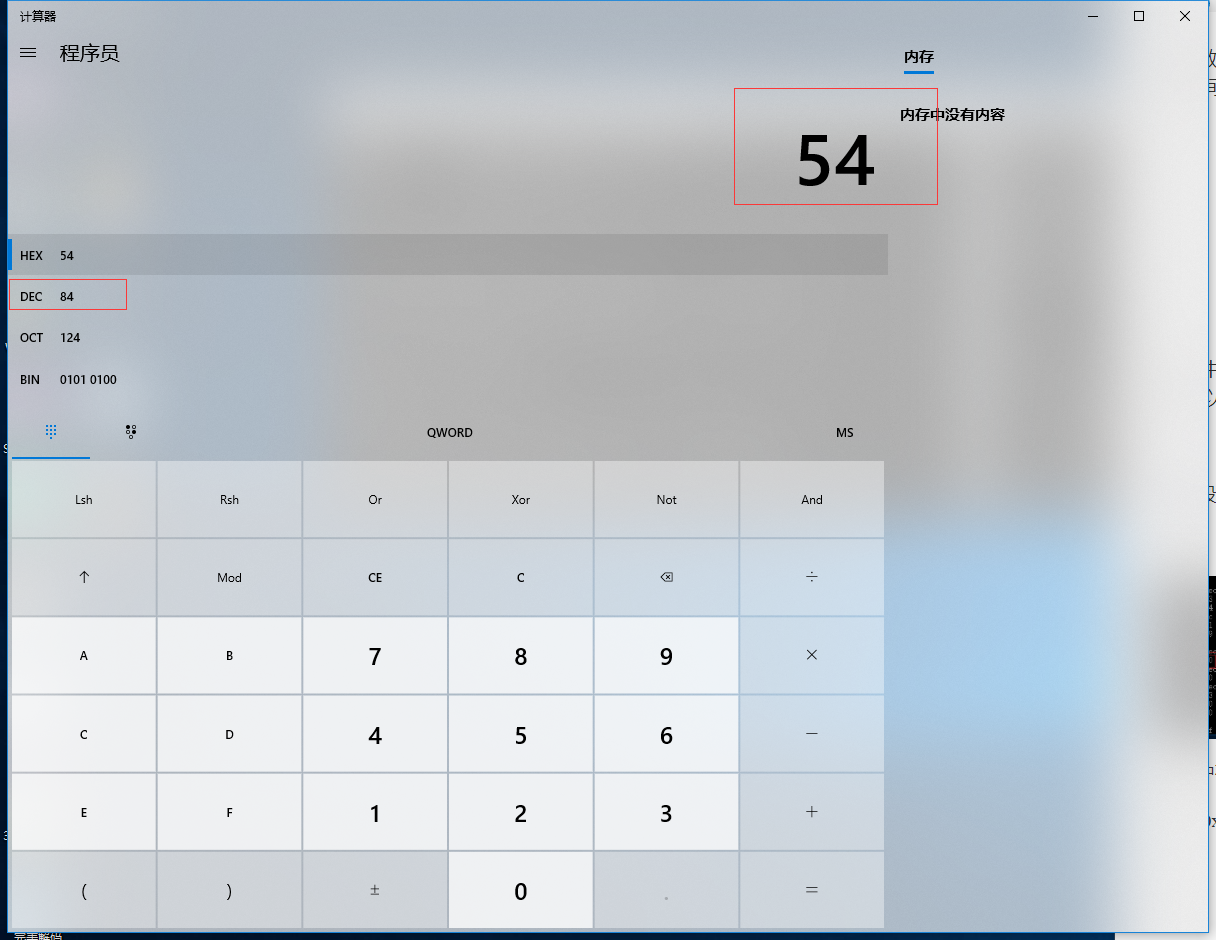 计算器
程序员
内存
内存中没有内容
54
HEX 54
DEC 84
OCT 124
BIN 0101 0100
QWORD MS
Lsh Rsh Or Xor Not And
↑ Mod CE C ⌫ ÷
A B 7 8 9 ×
C D 4 5 6 −
E F 1 2 3 +
( ) ± 0 . =